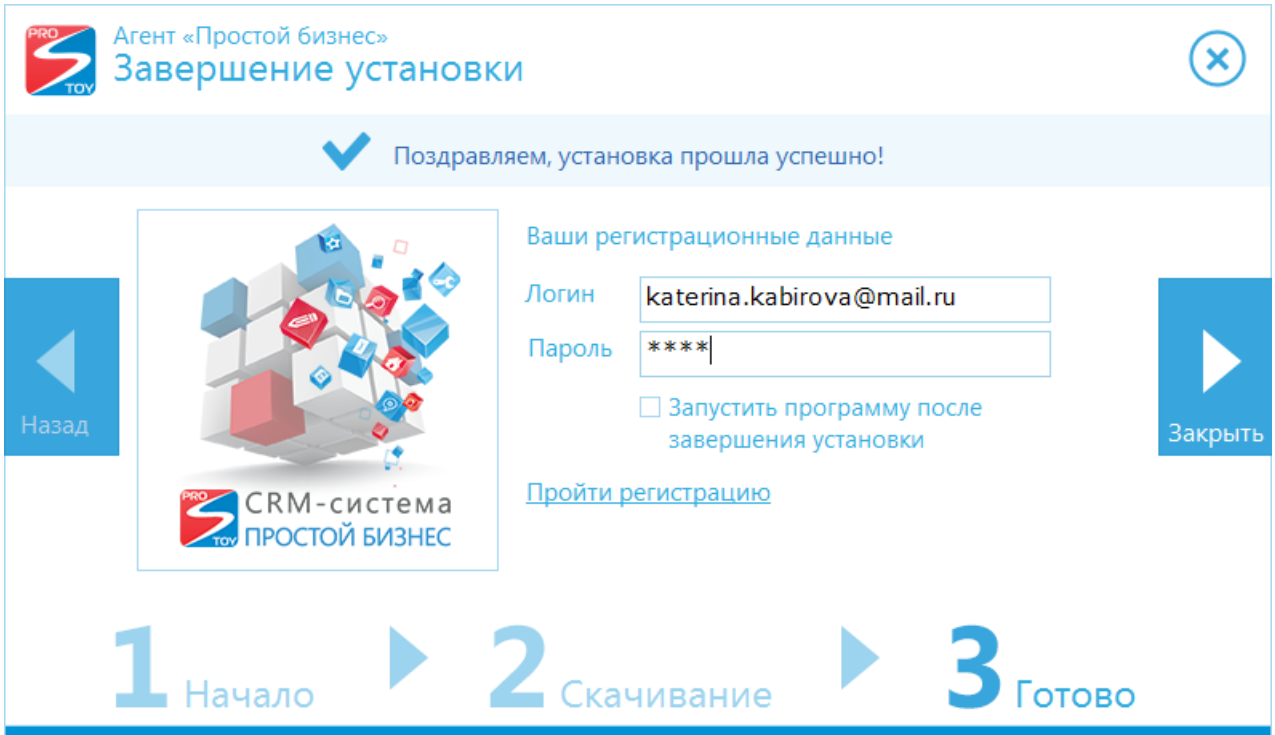 PRO
TOY
Агент «Простой бизнес»
Завершение установки
Поздравляем, установка прошла успешно!
Ваши регистрационные данные
Логин
katerina.kabirova@mail.ru
Пароль
****
Запустить программу после
завершения установки
Пройти регистрацию
Назад
Закрыть
PRO
TOY
CRM-система
ПРОСТОЙ БИЗНЕС
1 Начало
2 Скачивание
3 Готово